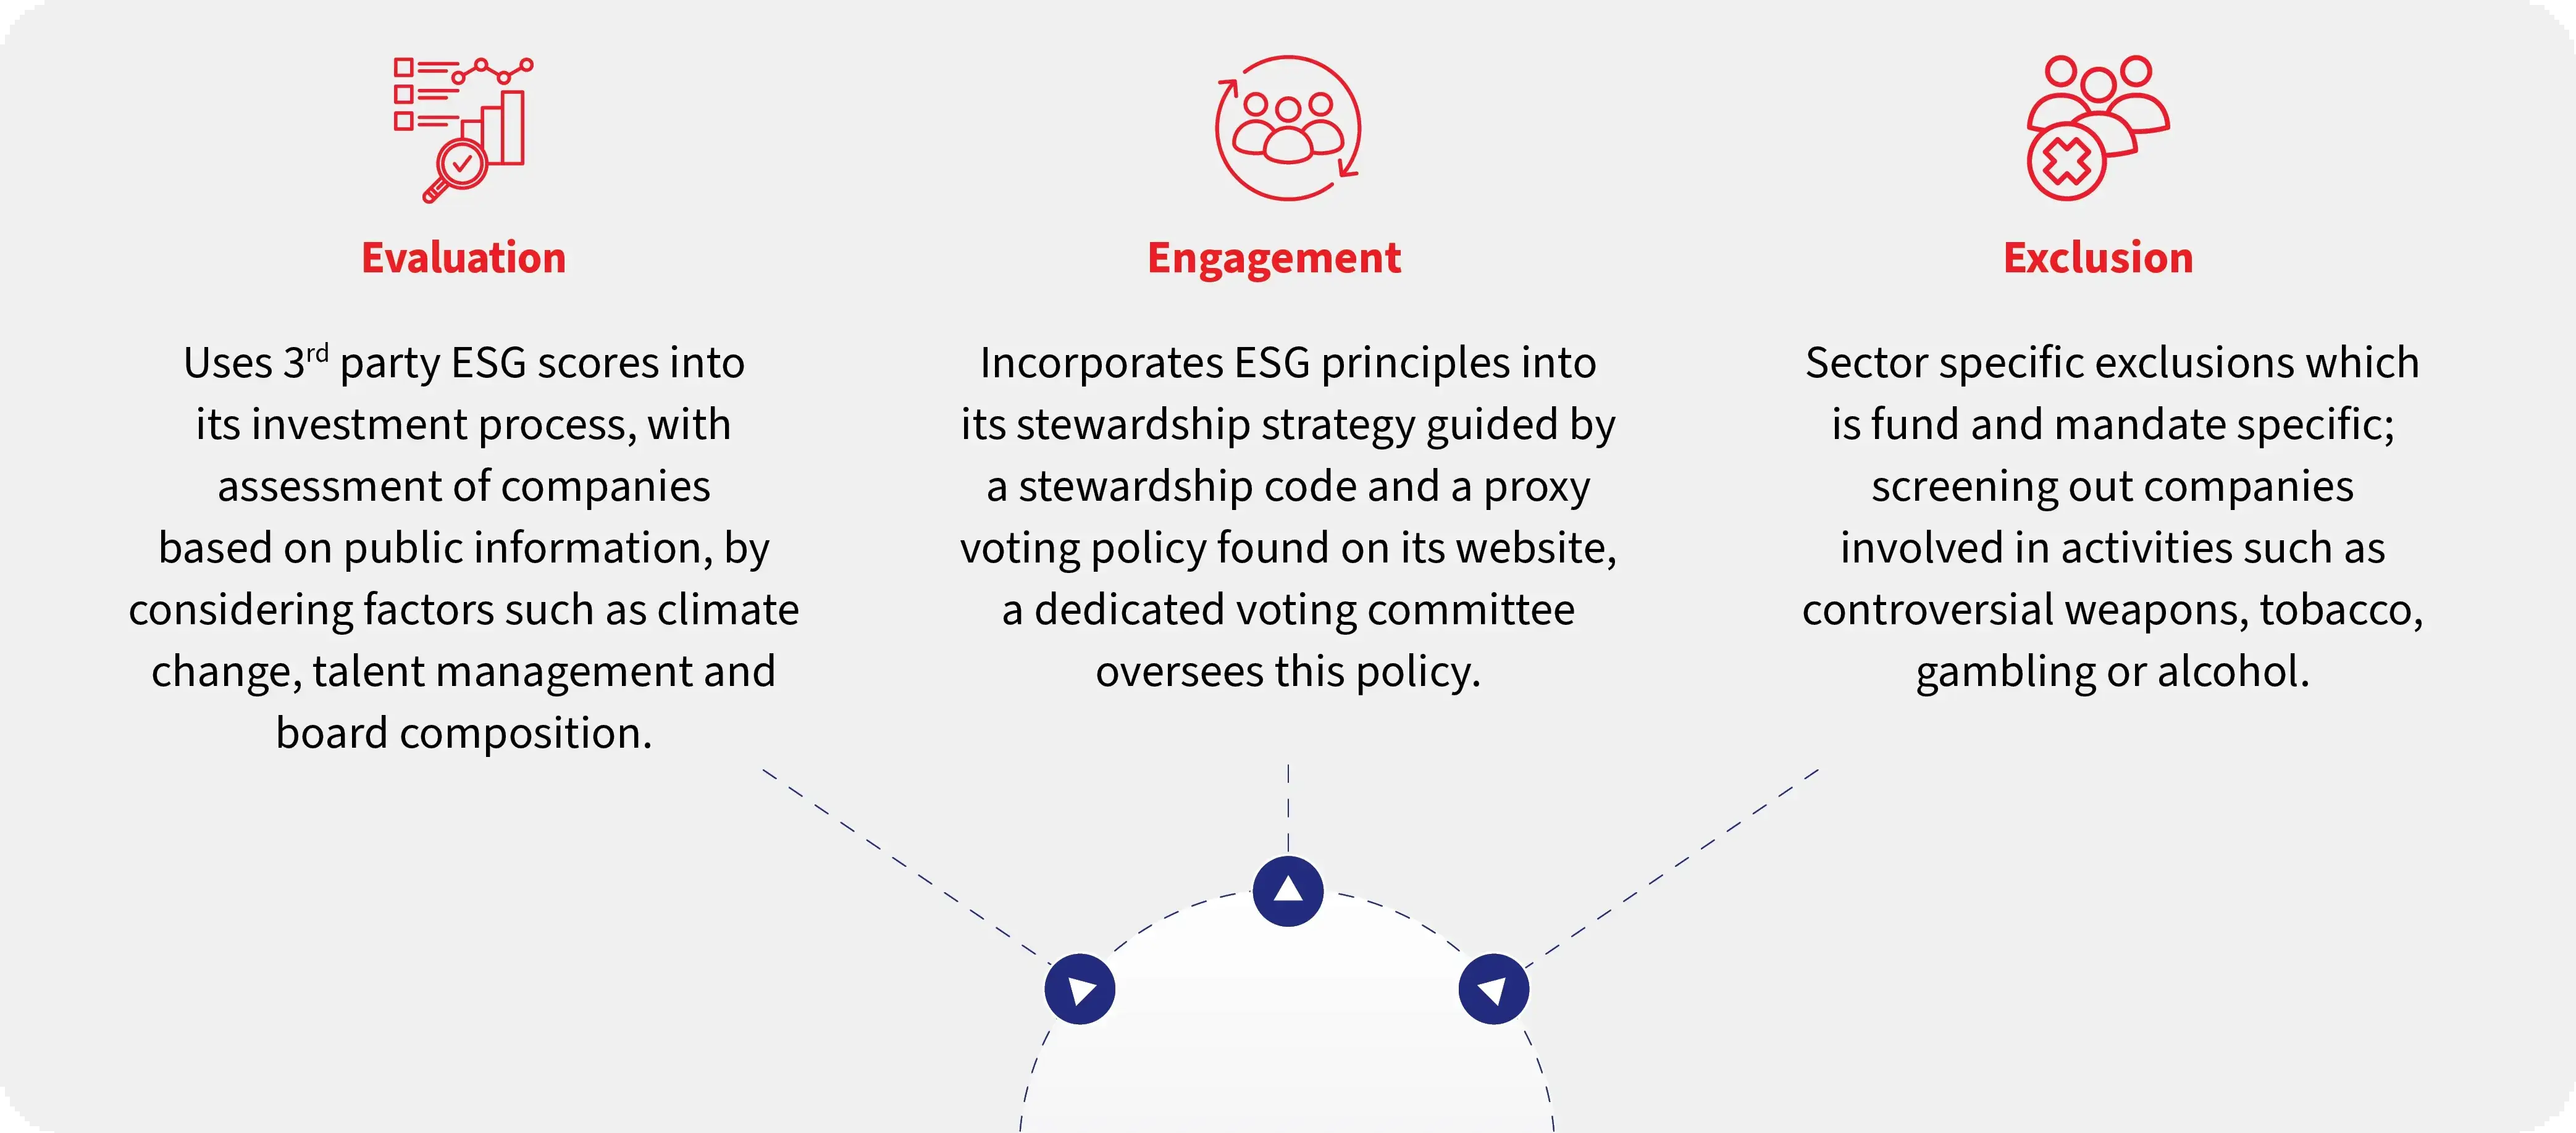 Evaluation
Uses 3rd party ESG scores into
its investment process, with
assessment of companies
based on public information, by
considering factors such as climate
change, talent management and
board composition.
Engagement
Incorporates ESG principles into
its stewardship strategy guided by
a stewardship code and a proxy
voting policy found on its website,
a dedicated voting committee
oversees this policy.
Exclusion
Sector specific exclusions which
is fund and mandate specific;
screening out companies
involved in activities such as
controversial weapons, tobacco,
gambling or alcohol.